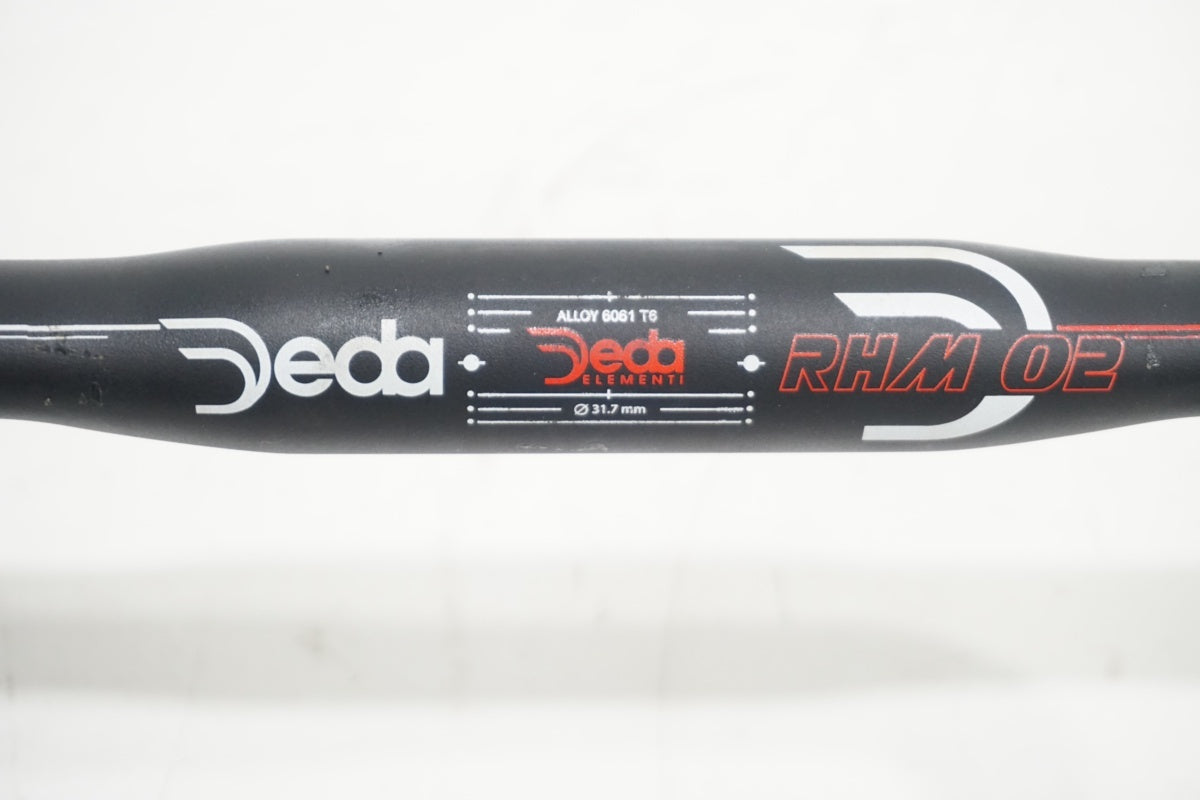 Deda
ALLOY 6061 T6
Deda
ELEMENTI
Ø 31.7 mm
RHM 02